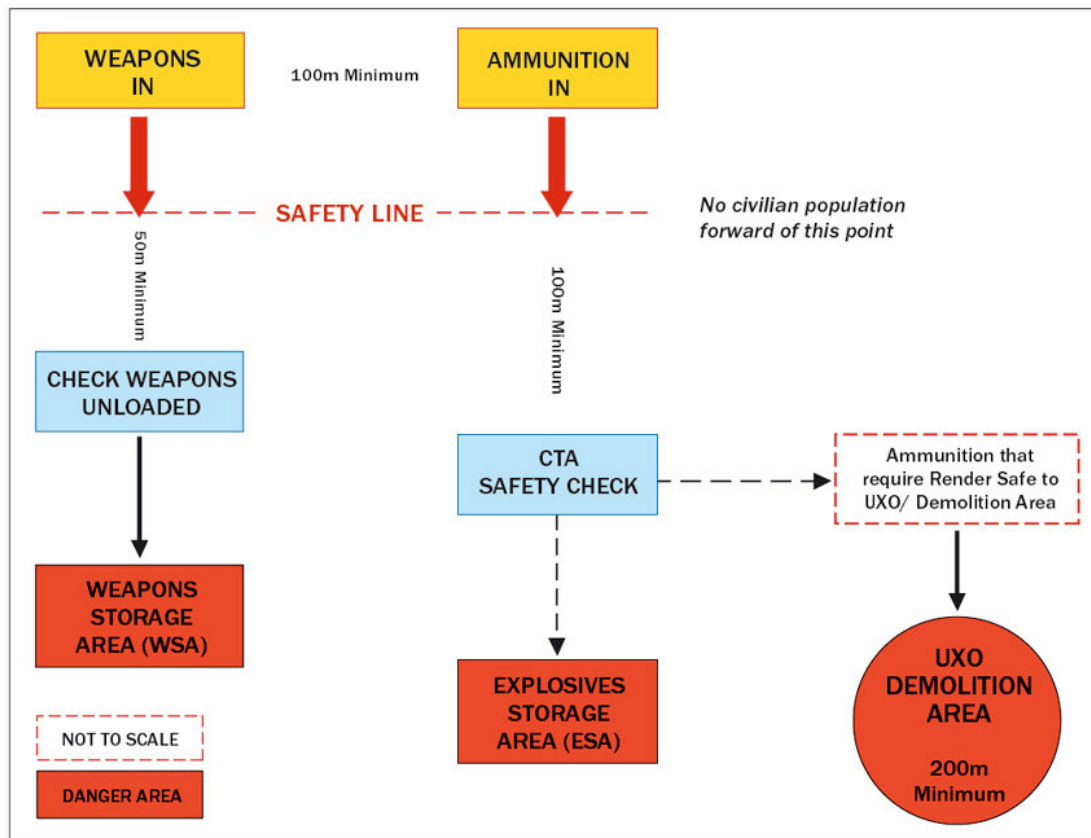 WEAPONS
IN
100m Minimum
AMMUNITION
IN
SAFETY LINE
No civilian population
forward of this point
50m Minimum
100m Minimum
CHECK WEAPONS
UNLOADED
CTA
SAFETY CHECK
Ammunition that
require Render Safe to
UXO/ Demolition Area
WEAPONS
STORAGE
AREA (WSA)
EXPLOSIVES
STORAGE
AREA (ESA)
UXO
DEMOLITION
AREA
200m
Minimum
NOT TO SCALE
DANGER AREA